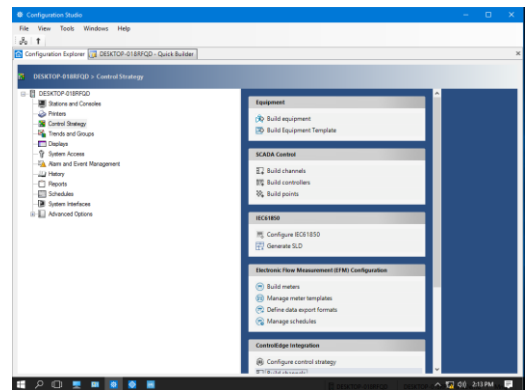 Configuration Studio
File View Tools Windows Help
Configuration Explorer DESKTOP-018RFQD - Quick Builder
DESKTOP-018RFQD > Control Strategy
DESKTOP-018RFQD
Stations and Consoles
Printers
Control Strategy
Trends and Groups
Displays
System Access
Alarm and Event Management
History
Reports
Schedules
System Interfaces
Advanced Options
Equipment
Build equipment
Build Equipment Template
SCADA Control
Build channels
Build controllers
Build points
IEC61850
Configure IEC61850
Generate SLD
Electronic Flow Measurement (EFM) Configuration
Build meters
Manage meter templates
Define data export formats
Manage schedules
ControlEdge Integration
Configure control strategy
Build channels
2:13 PM